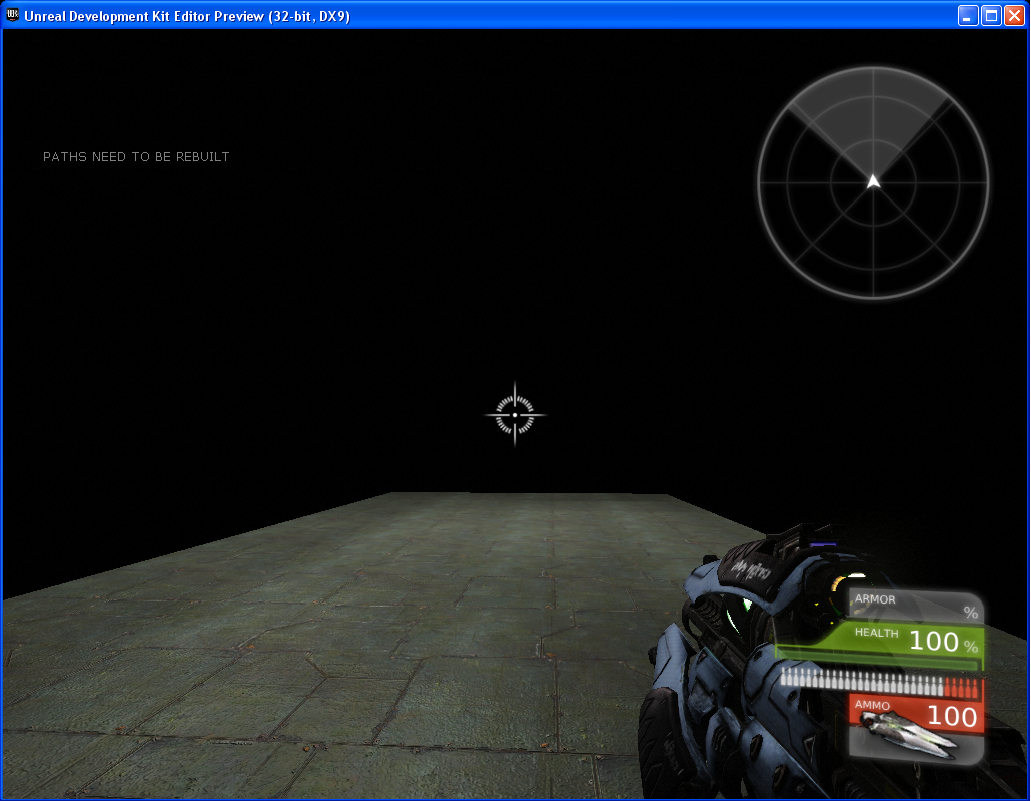 Unreal Development Kit Editor Preview (32-bit, DX9)
PATHS NEED TO BE REBUILT
ARMOR
%
HEALTH 100 %
AMMO 100